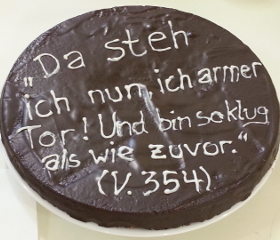 "Da steh
ich nun, ich armer
Tor! Und bin so klug
als wie zuvor."
(V. 354)